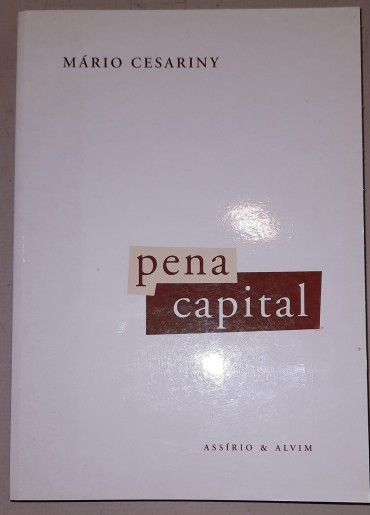 MÁRIO CESARINY
pena
capital
ASSÍRIO & ALVIM